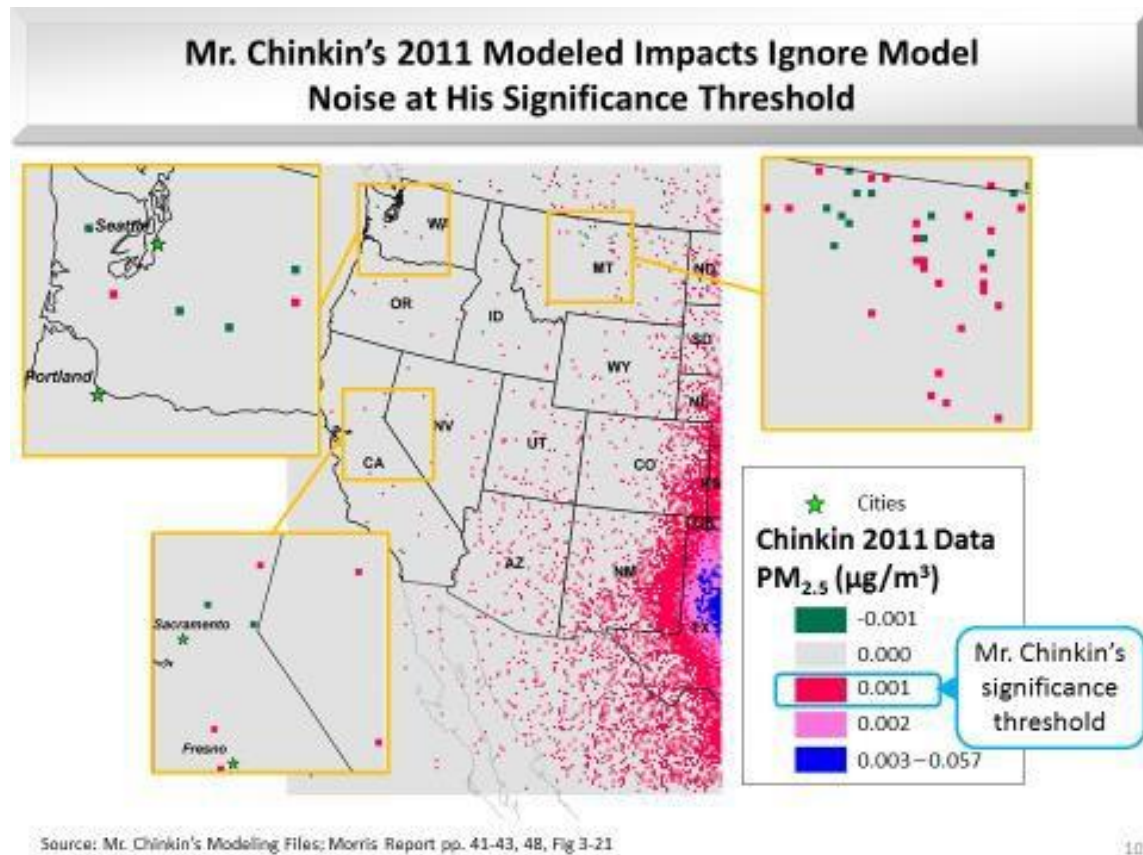 Mr. Chinkin's 2011 Modeled Impacts Ignore Model
Noise at His Significance Threshold
Seattle
Portland
WA
OR
ID
MT
ND
SD
WY
NE
NV
UT
CO
KS
CA
AZ
NM
OK
TX
Sacramento
Fresno
Cities
Chinkin 2011 Data
PM2.5 (µg/m³)
-0.001
0.000
0.001
0.002
0.003 – 0.057
Mr. Chinkin's
significance
threshold
Source: Mr. Chinkin's Modeling Files; Morris Report pp. 41-43, 48, Fig 3-21